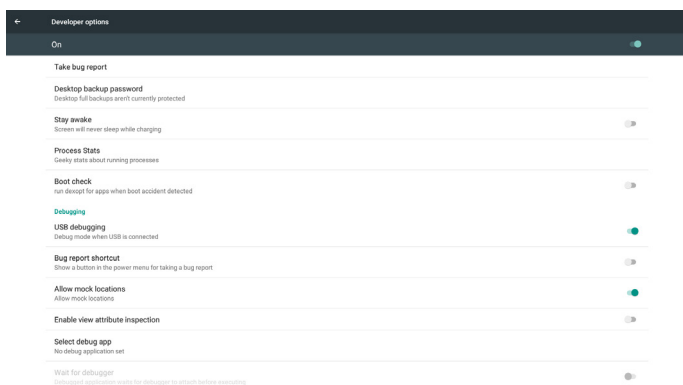 Developer options
On
Take bug report
Desktop backup password
Desktop full backups aren't currently protected
Stay awake
Screen will never sleep while charging
Process Stats
Geeky stats about running processes
Boot check
run dexopt for apps when boot accident detected
Debugging
USB debugging
Debug mode when USB is connected
Bug report shortcut
Show a button in the power menu for taking a bug report
Allow mock locations
Allow mock locations
Enable view attribute inspection
Select debug app
No debug application set
Wait for debugger
Debugged application waits for debugger to attach before executing